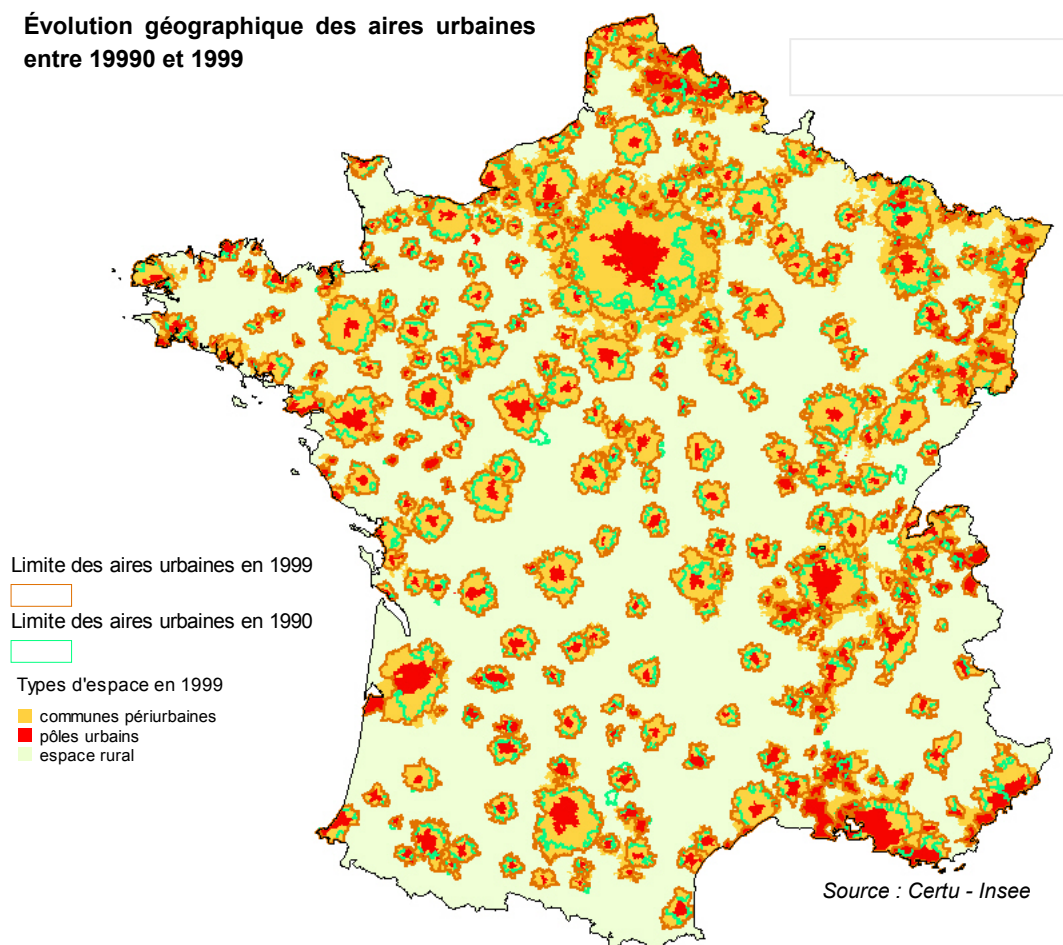 Évolution géographique des aires urbaines
entre 19990 et 1999
Limite des aires urbaines en 1999
Limite des aires urbaines en 1990
Types d'espace en 1999
communes périurbaines
pôles urbains
espace rural
Source : Certu - Insee